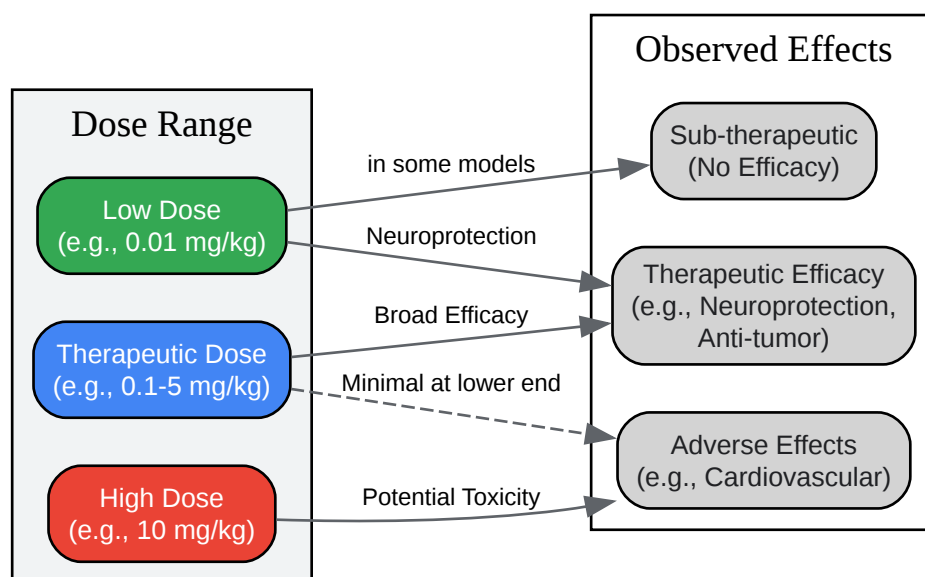 Dose Range
Low Dose
(e.g., 0.01 mg/kg)
Therapeutic Dose
(e.g., 0.1-5 mg/kg)
High Dose
(e.g., 10 mg/kg)
in some models
Neuroprotection
Broad Efficacy
Minimal at lower end
Potential Toxicity
Observed Effects
Sub-therapeutic
(No Efficacy)
Therapeutic Efficacy
(e.g., Neuroprotection,
Anti-tumor)
Adverse Effects
(e.g., Cardiovascular)